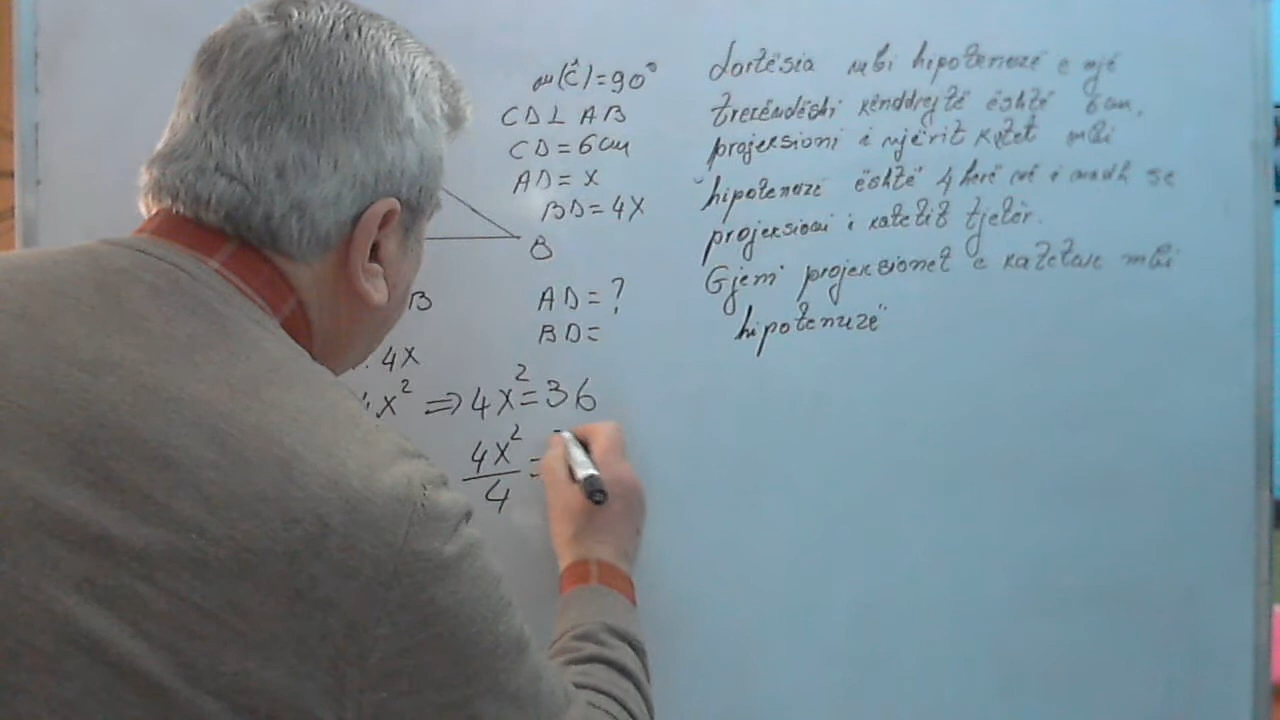 m(Ĉ)=90°
CD⊥AB
CD=6cm
AD=x
BD=4x
B
B
AD=?
BD=
4x
4x² ⇒ 4x²=36
4x²/4 =
Lartësia mbi hipotenuzë e një
trekëndëshi kënddrejtë është 6cm,
projeksioni i njërit katet mbi
hipotenuzë është 4 herë më i madh se
projeksioni i katetit tjetër.
Gjeni projeksionet e kateteve mbi
hipotenuzë